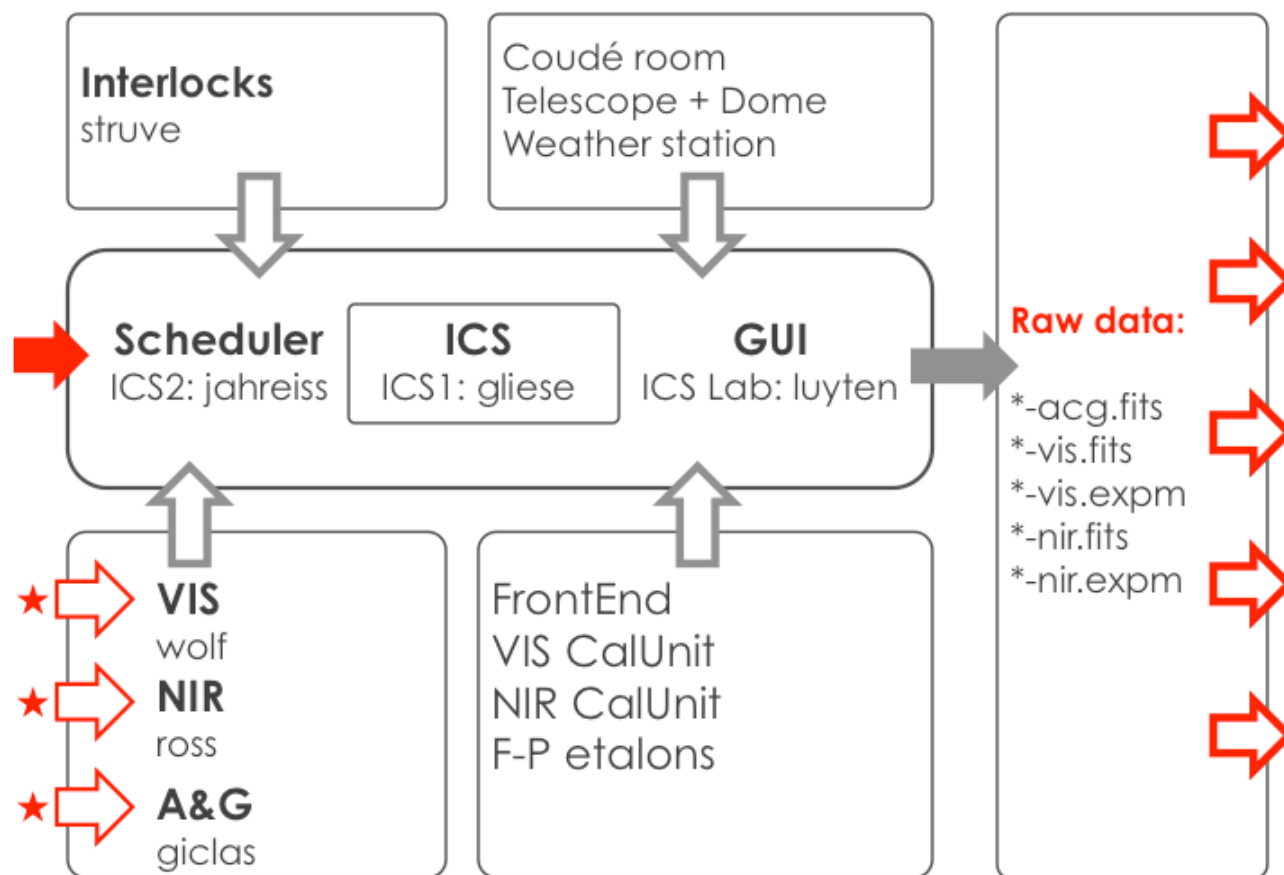 Interlocks
struve
Coudé room
Telescope + Dome
Weather station
Scheduler
ICS2: jahreiss
ICS
ICS1: gliese
GUI
ICS Lab: luyten
VIS
wolf
NIR
ross
A&G
giclas
FrontEnd
VIS CalUnit
NIR CalUnit
F-P etalons
Raw data:
*-acg.fits
*-vis.fits
*-vis.expm
*-nir.fits
*-nir.expm